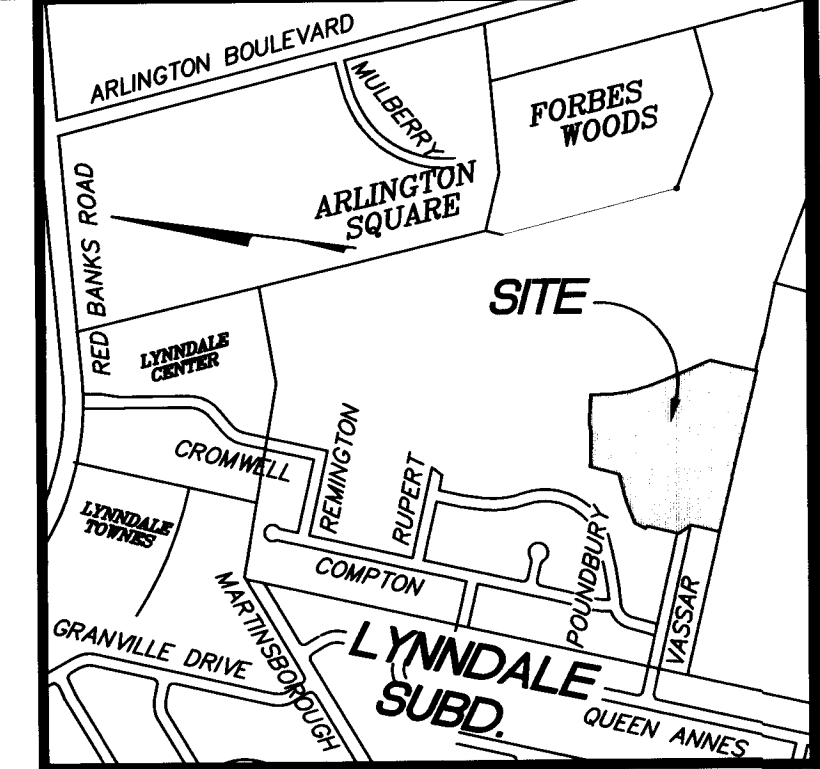 ARLINGTON BOULEVARD
MULBERRY
FORBES
WOODS
RED BANKS ROAD
ARLINGTON
SQUARE
SITE
LYNNDALE
CENTER
CROMWELL
REMINGTON
RUPERT
LYNNDALE
TOWNES
COMPTON
POUNDBURY
VASSAR
MARTINSBOROUGH
GRANVILLE DRIVE
LYNNDALE
SUBD.
QUEEN ANNES